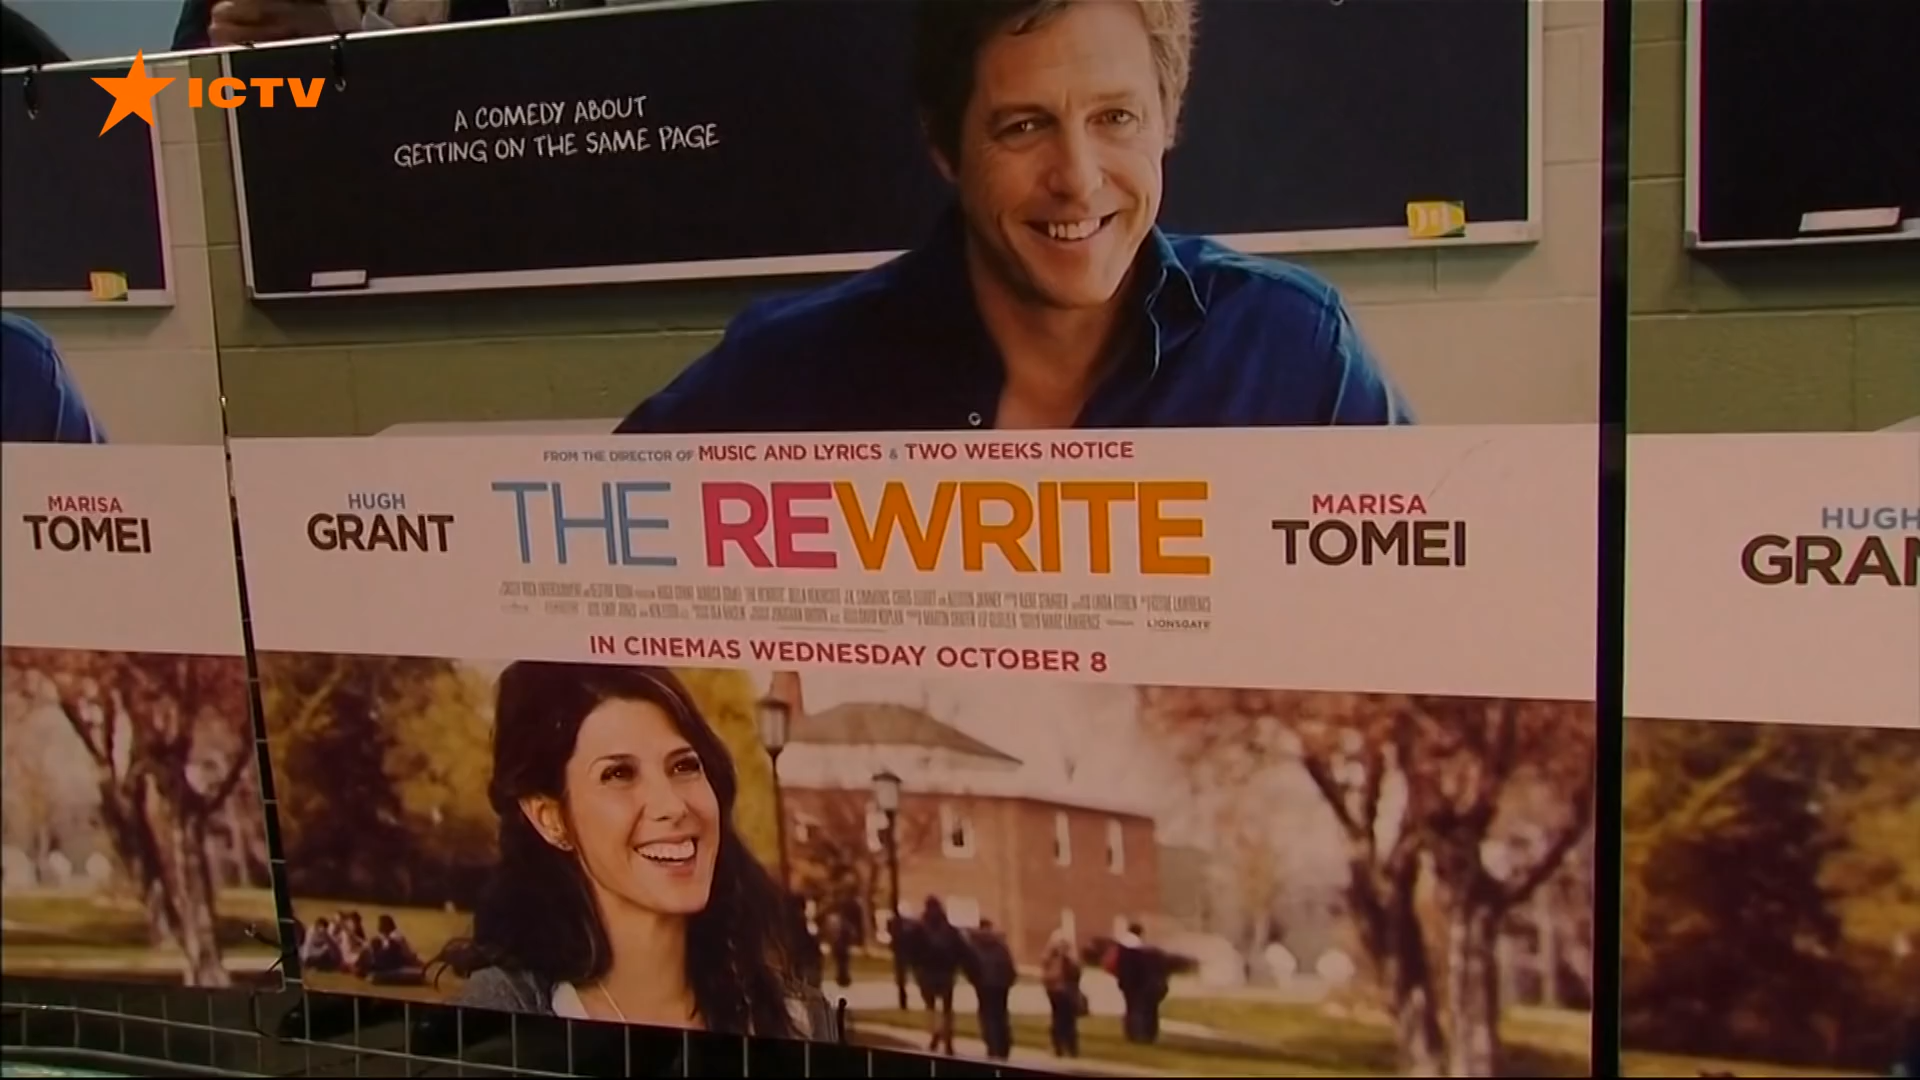 ICTV
A COMEDY ABOUT
GETTING ON THE SAME PAGE
FROM THE DIRECTOR OF MUSIC AND LYRICS & TWO WEEKS NOTICE
MARISA
TOMEI
HUGH
GRANT
THE REWRITE
MARISA
TOMEI
HUGH
GRAN
LIONSGATE
IN CINEMAS WEDNESDAY OCTOBER 8